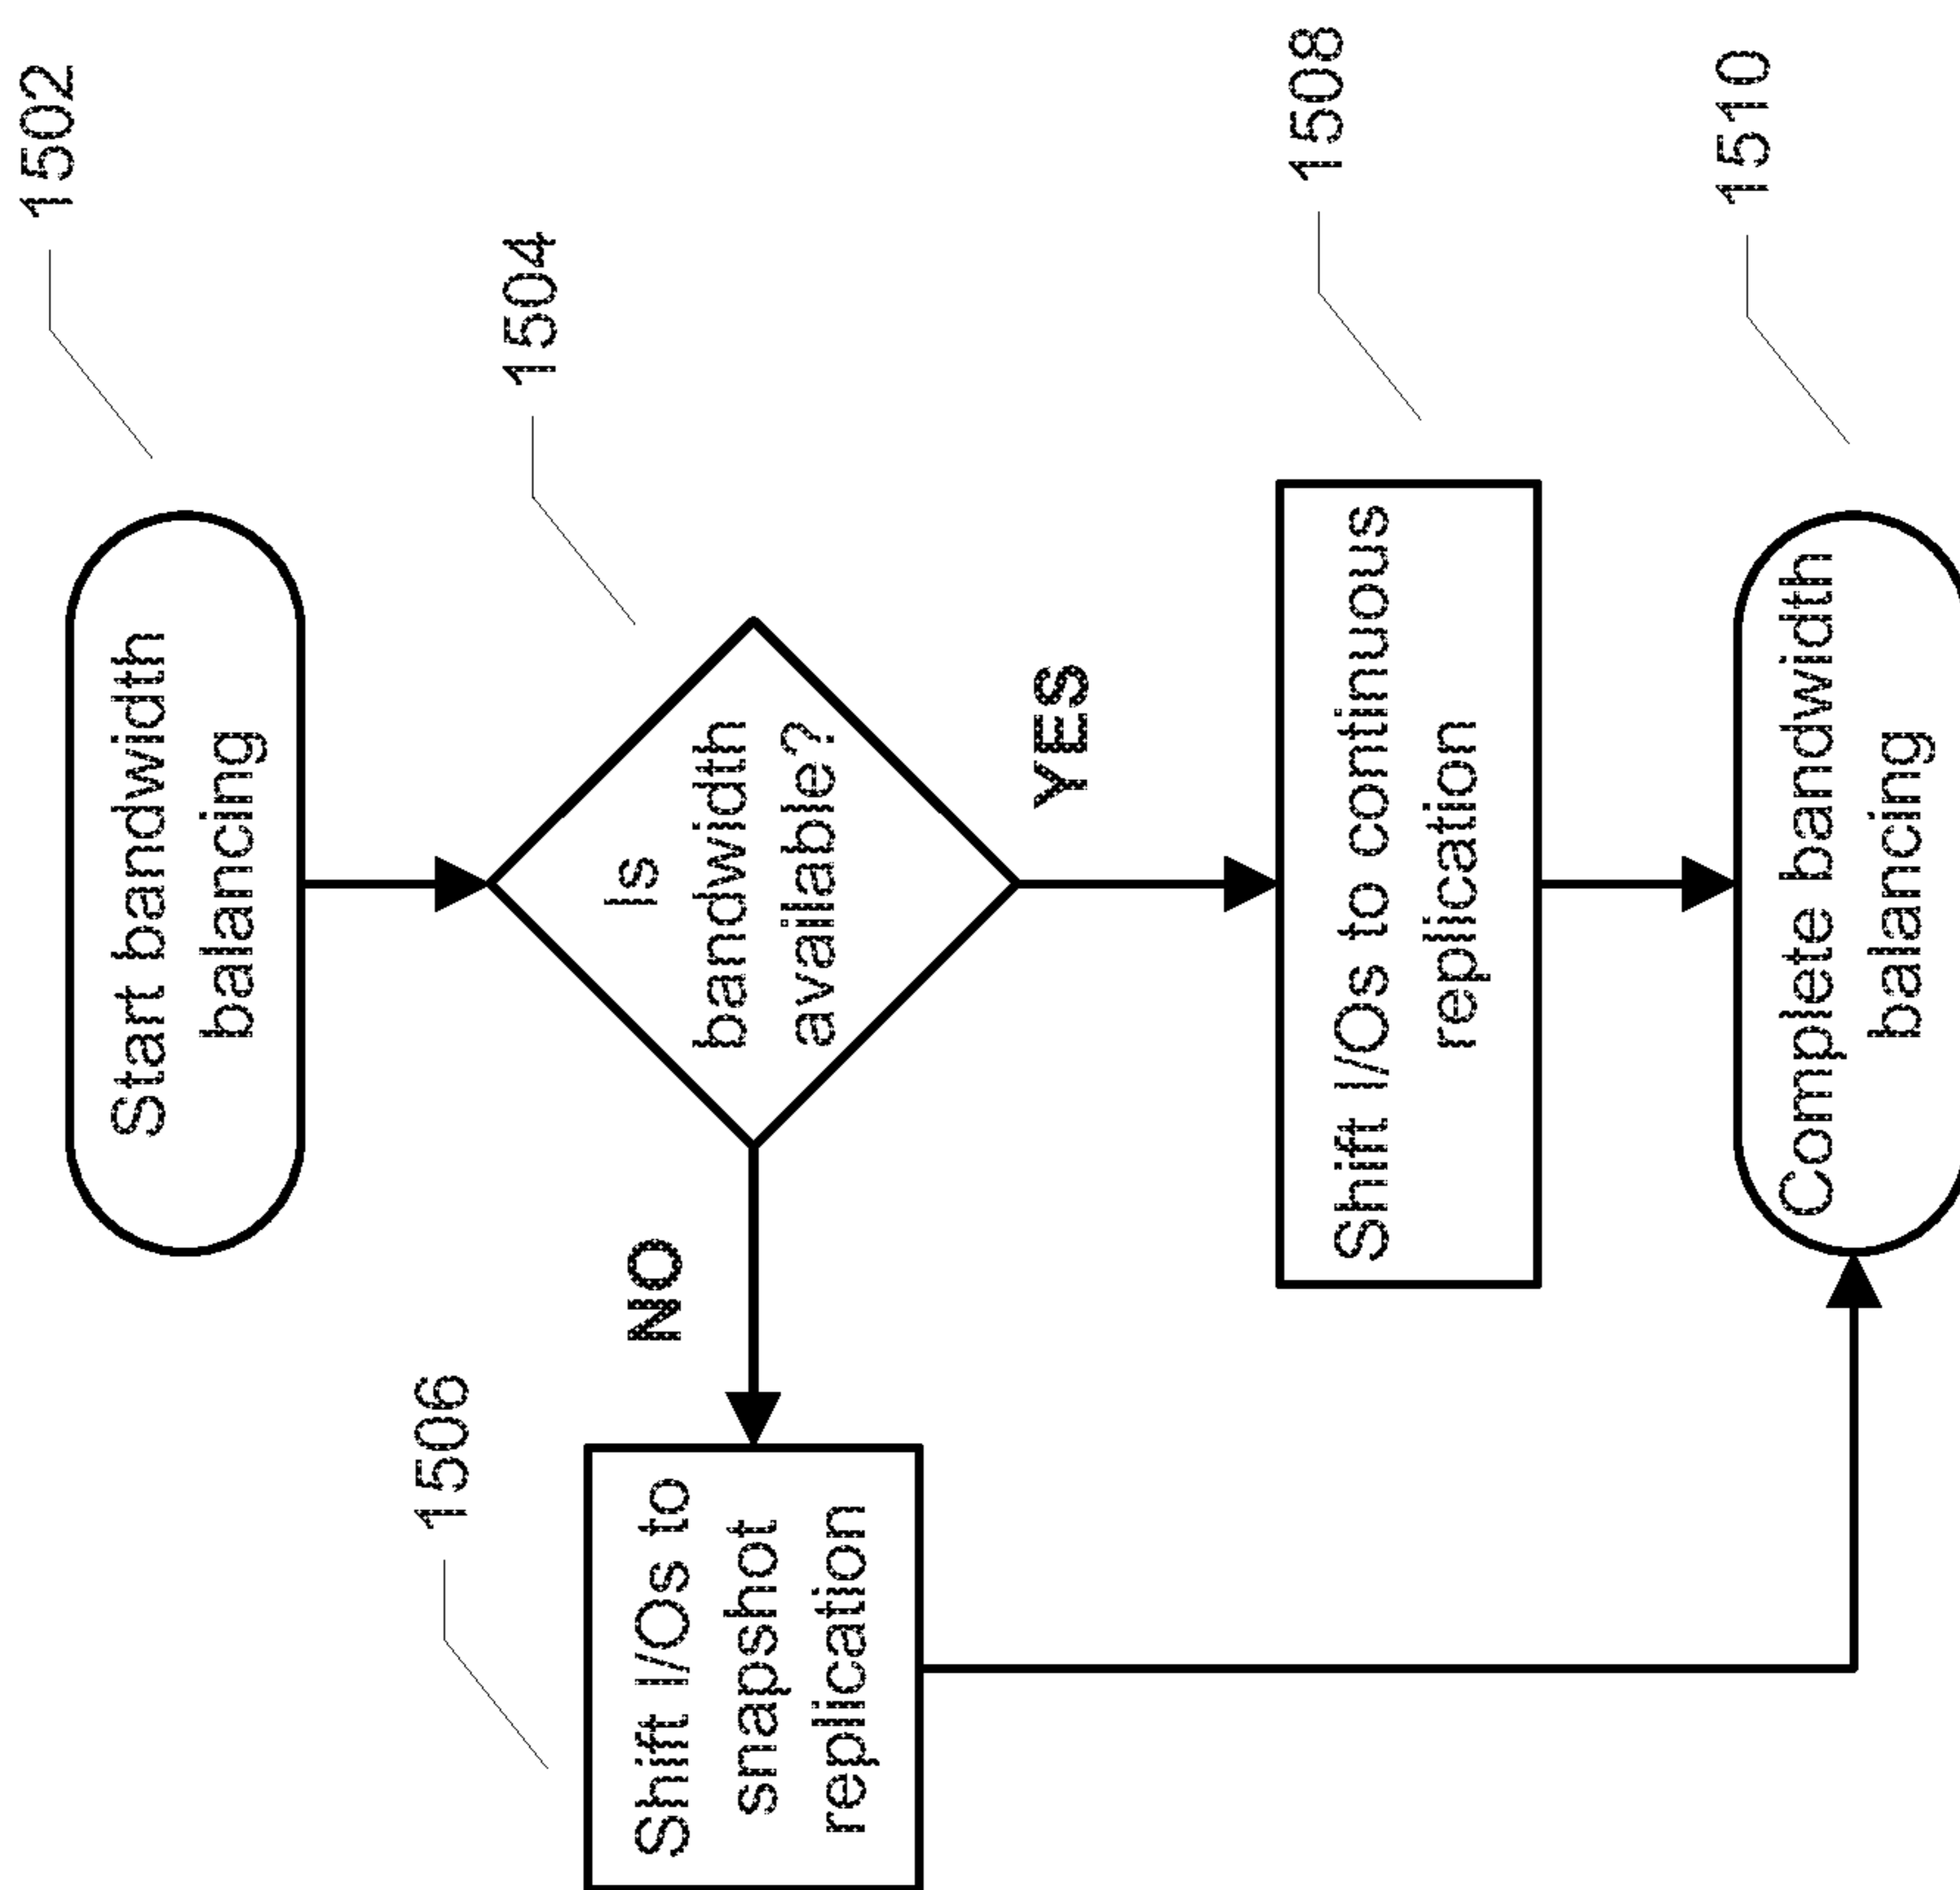 1502
Start bandwidth
balancing
1504
Is
bandwidth
available?
NO
YES
1506
Shift I/Os to
snapshot
replication
1508
Shift I/Os to continuous
replication
1510
Complete bandwidth
balancing